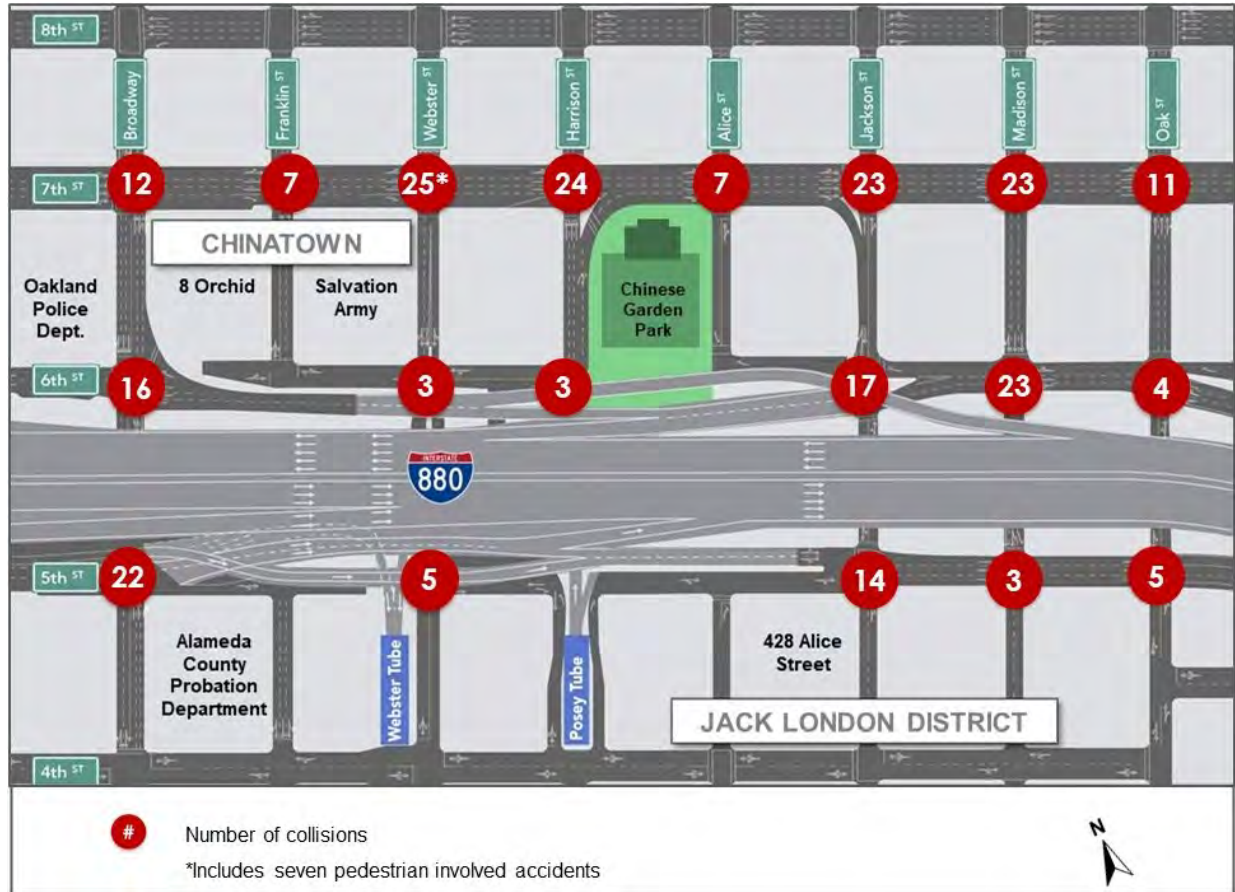 8th ST
Broadway
Franklin ST
Webster ST
Harrison ST
Alice ST
Jackson ST
Madison ST
Oak ST
7th ST
12
7
25*
24
7
23
23
11
CHINATOWN
Oakland
Police
Dept.
8 Orchid
Salvation
Army
Chinese
Garden
Park
6th ST
16
3
3
17
23
4
INTERSTATE
880
5th ST
22
5
14
3
5
Alameda
County
Probation
Department
Webster Tube
Posey Tube
428 Alice
Street
JACK LONDON DISTRICT
4th ST
#
Number of collisions
*Includes seven pedestrian involved accidents
N